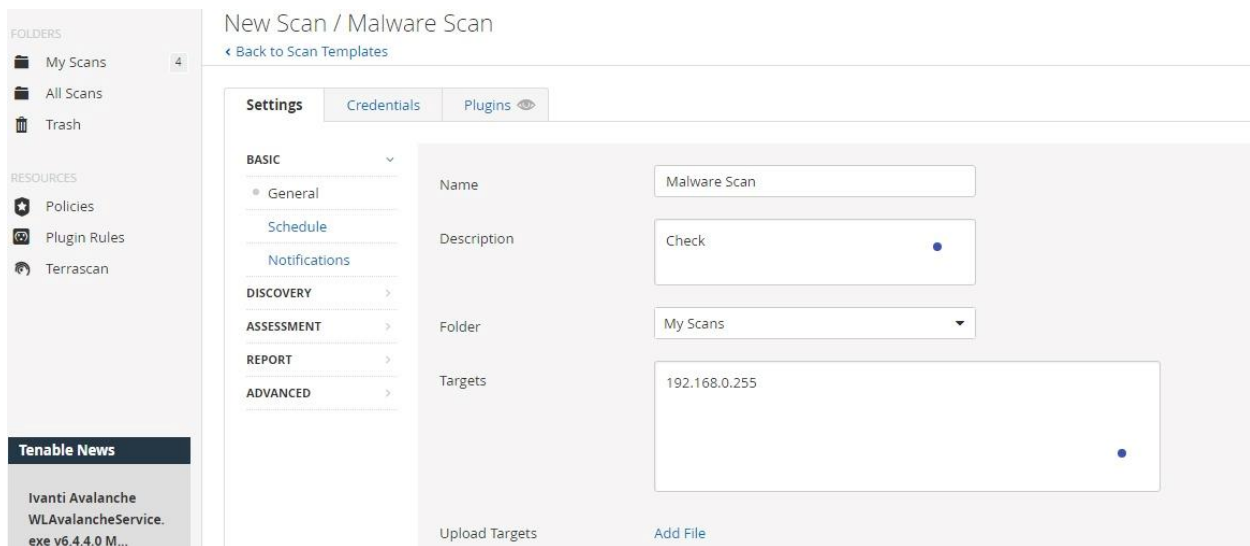 New Scan / Malware Scan
‹ Back to Scan Templates
FOLDERS
My Scans 4
All Scans
Trash
RESOURCES
Policies
Plugin Rules
Terrascan
Tenable News
Ivanti Avalanche
WLAvalancheService.
exe v6.4.4.0 M...
Settings Credentials Plugins
BASIC
General
Schedule
Notifications
DISCOVERY
ASSESSMENT
REPORT
ADVANCED
Name Malware Scan
Description Check
Folder My Scans
Targets 192.168.0.255
Upload Targets Add File